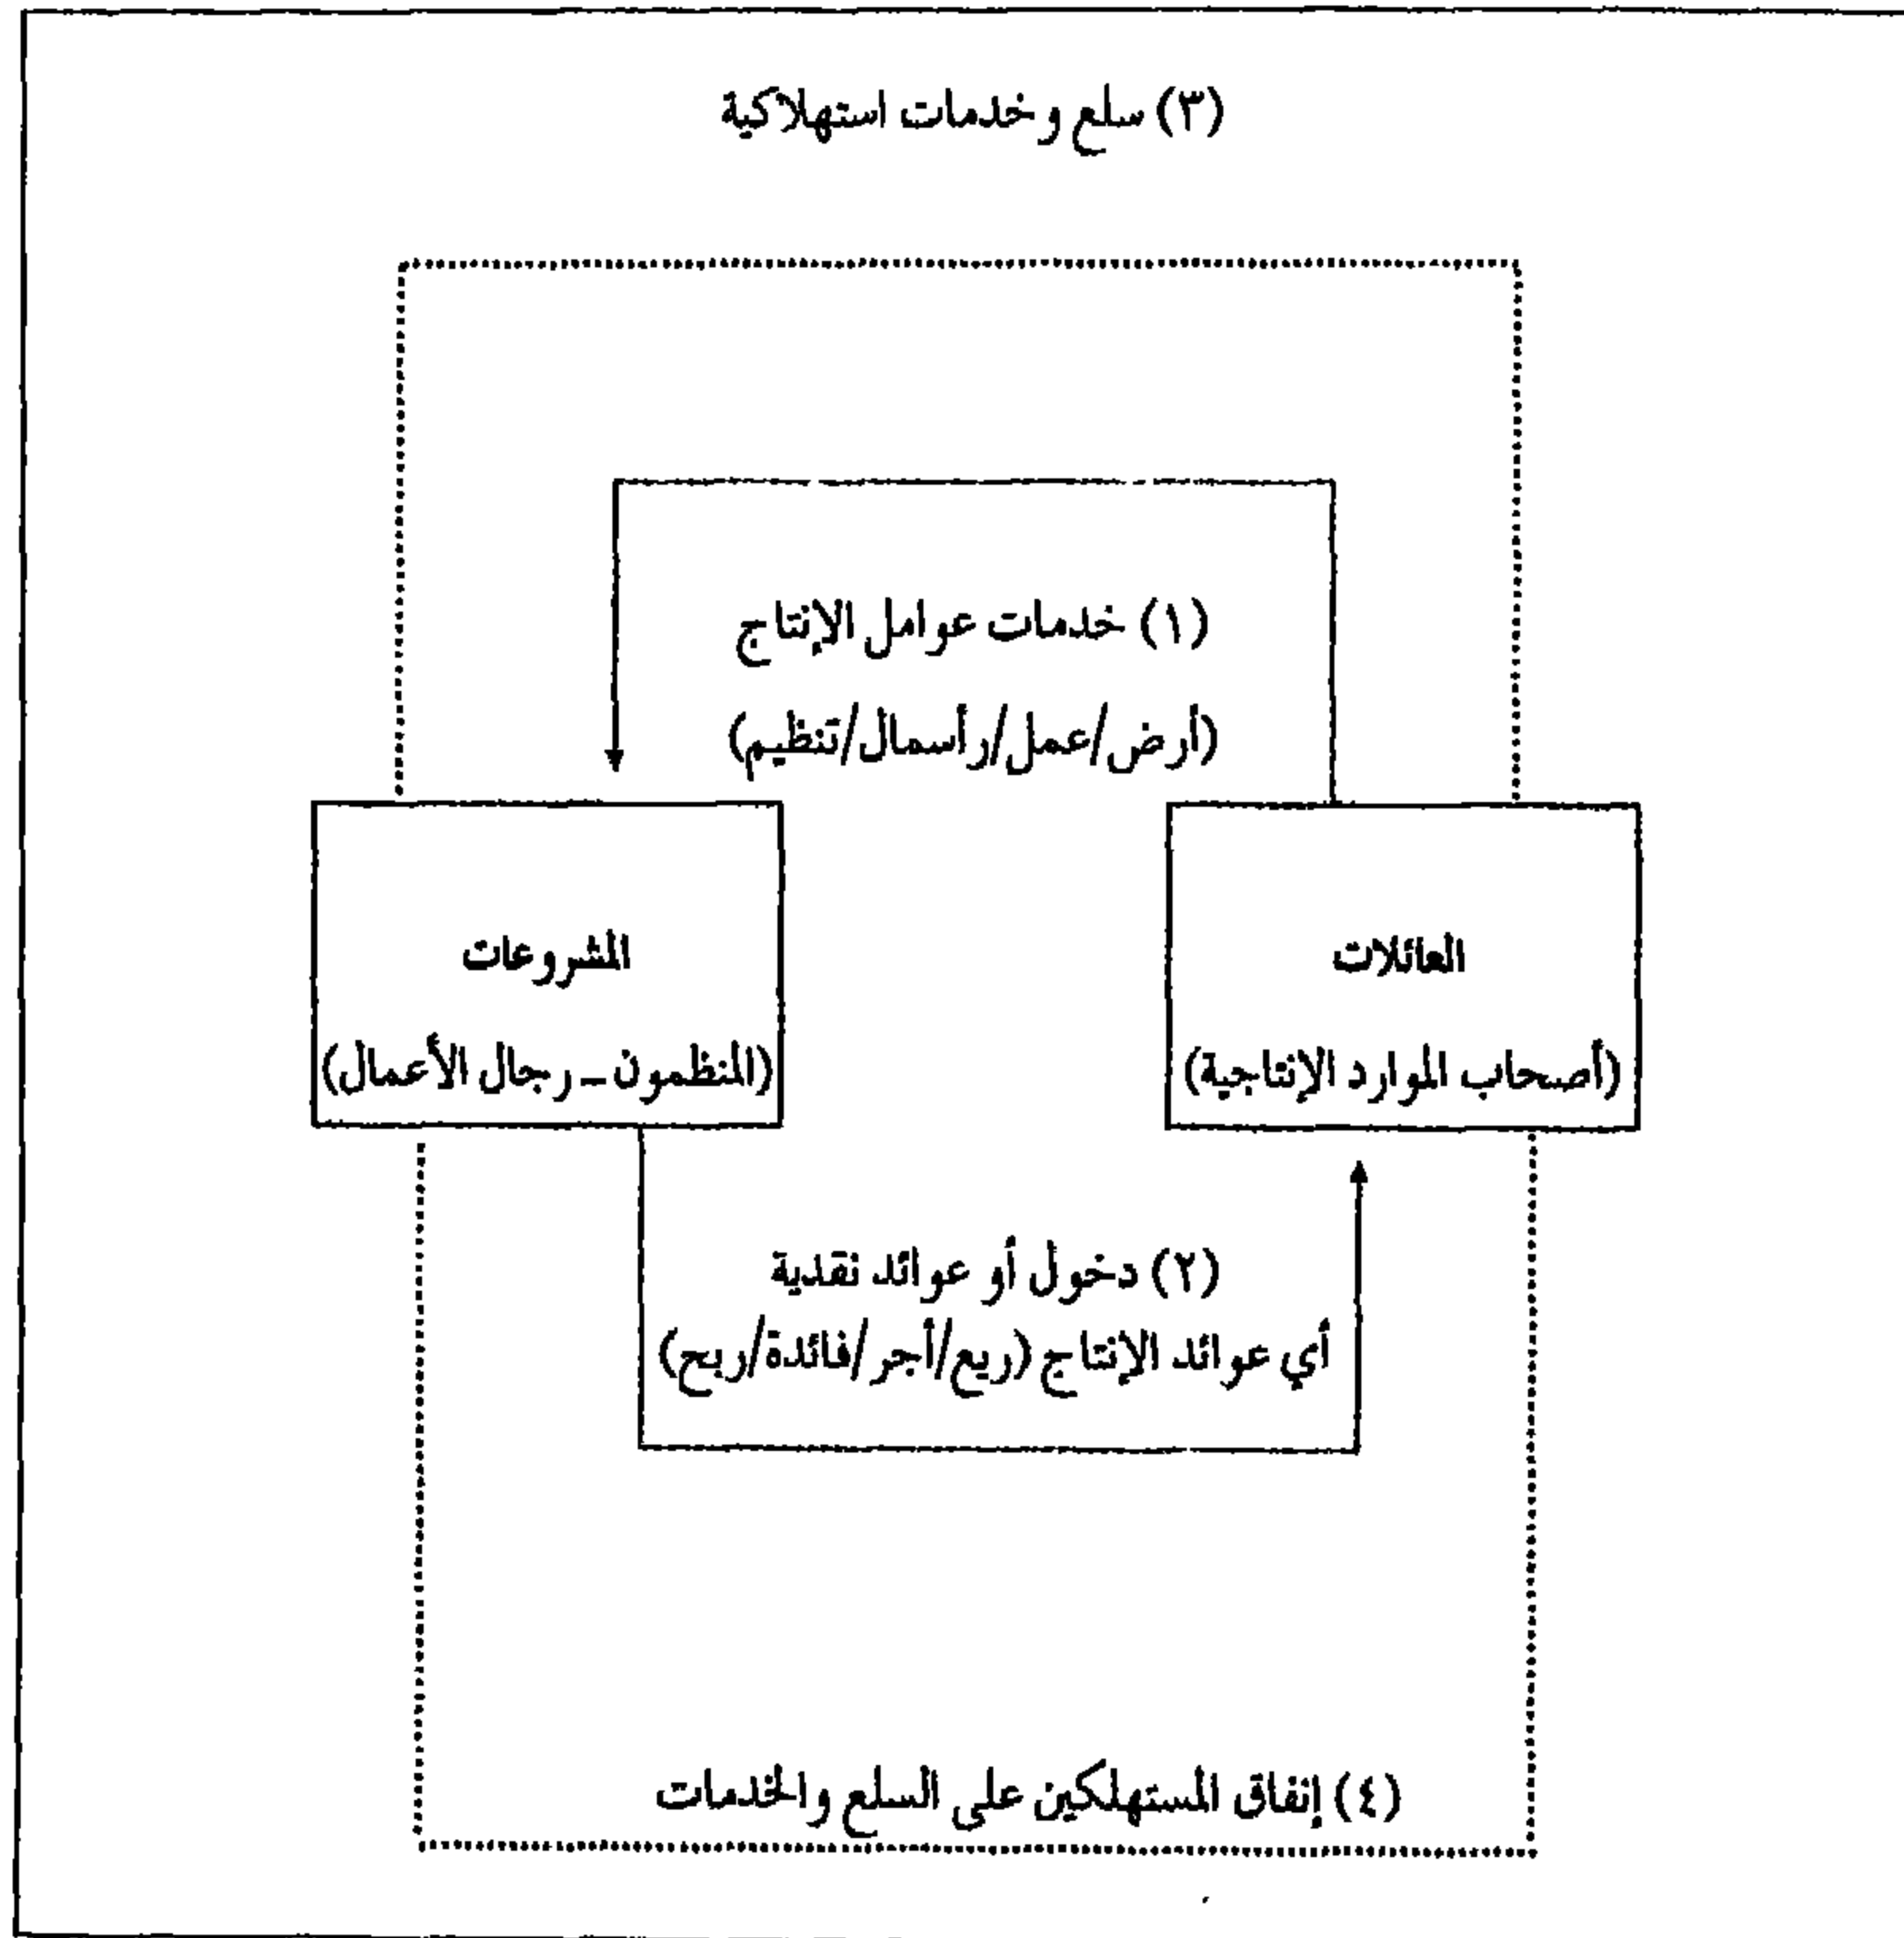 (٣) سلع وخدمات استهلاكية
(١) خدمات عوامل الإنتاج
(أرض/عمل/رأسمال/تنظيم)
العائلات
(أصحاب الموارد الإنتاجية)
المشروعات
(المنظمون - رجال الأعمال)
(٢) دخول أو عوائد نقدية
أي عوائد الإنتاج (ريع/أجر/فائدة/ربح)
(٤) إنفاق المستهلكين على السلع والخدمات